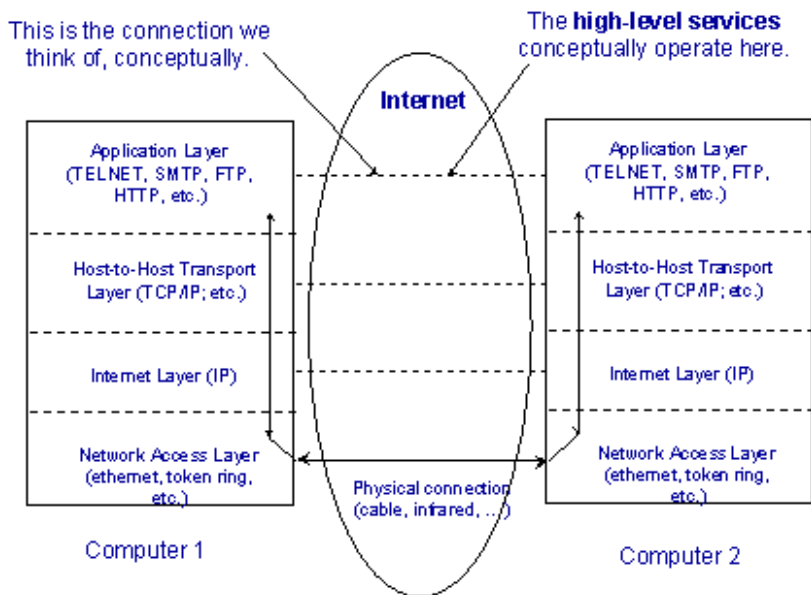 This is the connection we
think of, conceptually.
The high-level services
conceptually operate here.
Internet
Application Layer
(TELNET, SMTP, FTP,
HTTP, etc.)
Host-to-Host Transport
Layer (TCP/IP; etc.)
Internet Layer (IP)
Network Access Layer
(ethernet, token ring,
etc.)
Computer 1
Physical connection
(cable, infrared, ...)
Application Layer
(TELNET, SMTP, FTP,
HTTP, etc.)
Host-to-Host Transport
Layer (TCP/IP; etc.)
Internet Layer (IP)
Network Access Layer
(ethernet, token ring,
etc.)
Computer 2